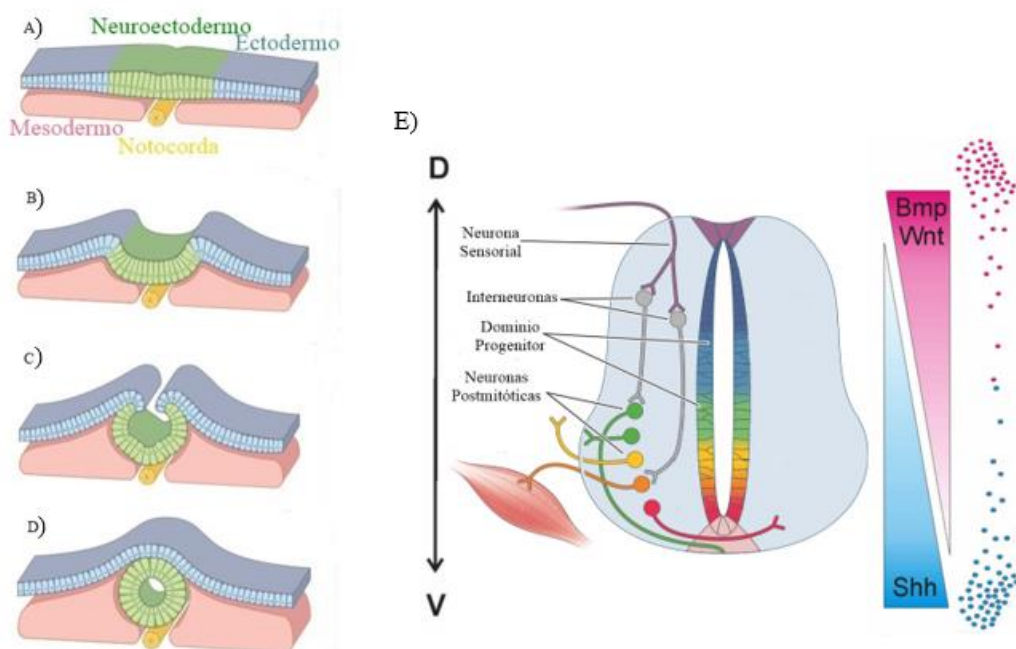 A)
Neuroectodermo
Ectodermo
Mesodermo
Notocorda
B)
C)
D)
E)
D
V
Neurona
Sensorial
Interneuronas
Dominio
Progenitor
Neuronas
Postmitóticas
Bmp
Wnt
Shh